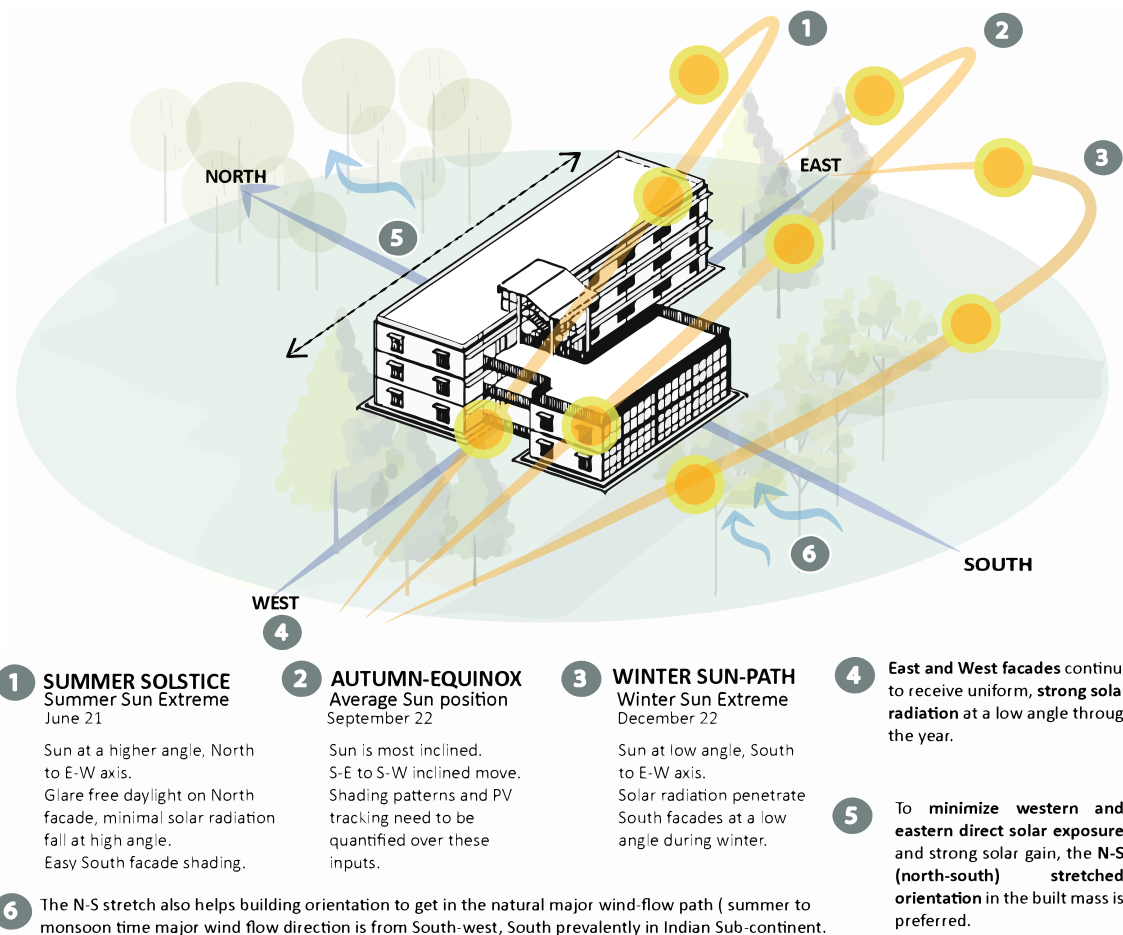 1
2
3
EAST
NORTH
5
6
SOUTH
WEST
4
1 SUMMER SOLSTICE
Summer Sun Extreme
June 21
Sun at a higher angle, North
to E-W axis.
Glare free daylight on North
facade, minimal solar radiation
fall at high angle.
Easy South facade shading.
2 AUTUMN-EQUINOX
Average Sun position
September 22
Sun is most inclined.
S-E to S-W inclined move.
Shading patterns and PV
tracking need to be
quantified over these
inputs.
3 WINTER SUN-PATH
Winter Sun Extreme
December 22
Sun at low angle, South
to E-W axis.
Solar radiation penetrate
South facades at a low
angle during winter.
4 East and West facades continu
to receive uniform, strong sola
radiation at a low angle throug
the year.
5 To minimize western and
eastern direct solar exposure
and strong solar gain, the N-S
(north-south) stretched
orientation in the built mass is
preferred.
6 The N-S stretch also helps building orientation to get in the natural major wind-flow path ( summer to
monsoon time major wind flow direction is from South-west, South prevalently in Indian Sub-continent.